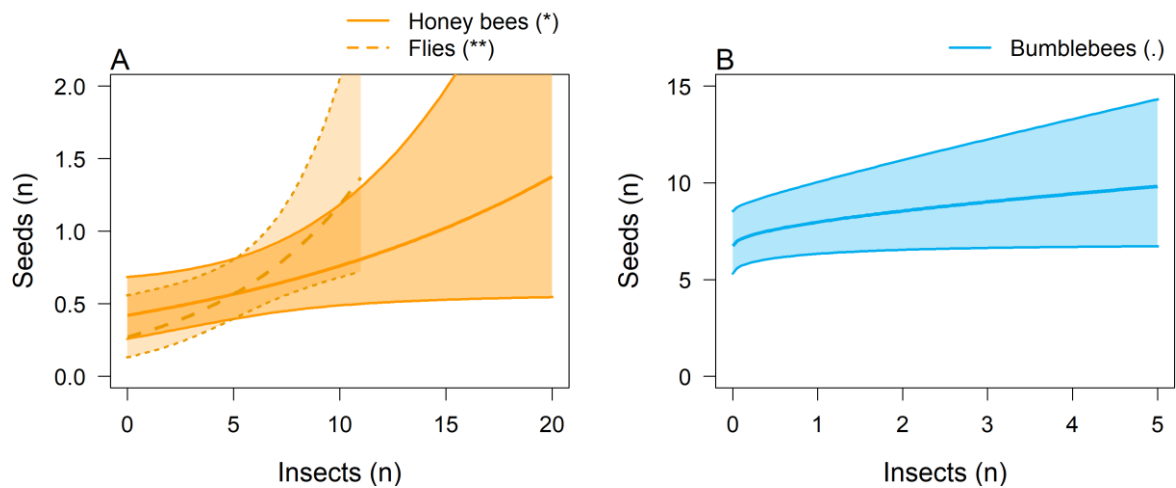 Honey bees (*)
Flies (**)
A
2.0
1.5
1.0
0.5
0.0
Seeds (n)
0
5
10
15
20
Insects (n)
Bumblebees (.)
B
15
10
5
0
Seeds (n)
0
1
2
3
4
5
Insects (n)